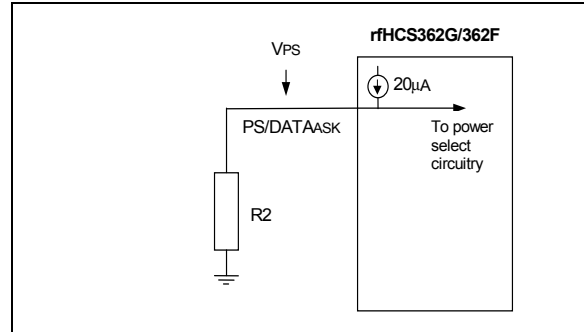 rfHCS362G/362F
VPS
20μA
PS/DATAASK
To power
select
circuitry
R2